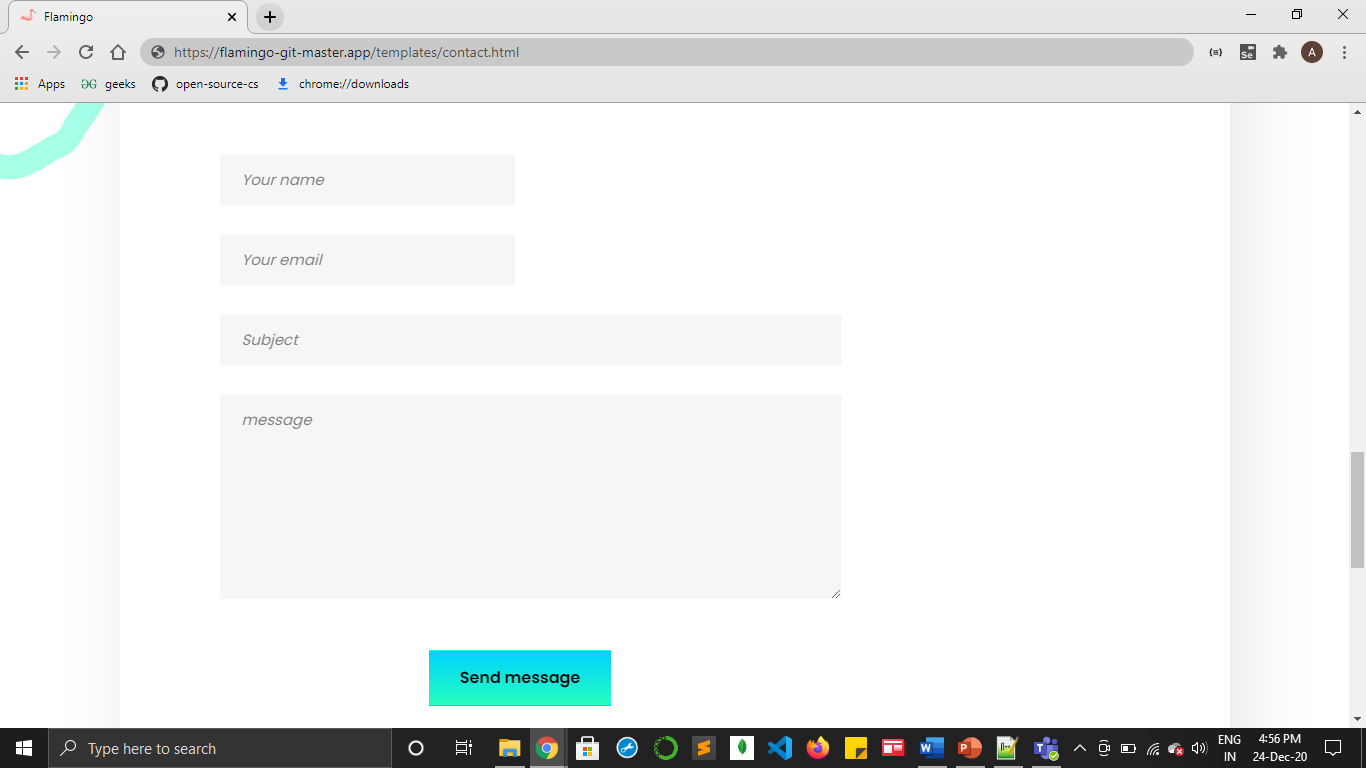 Flamingo
https://flamingo-git-master.app/templates/contact.html
Se
A
Apps
geeks
open-source-cs
chrome://downloads
Your name
Your email
Subject
message
Send message
Type here to search
ENG
IN
4:56 PM
24-Dec-20